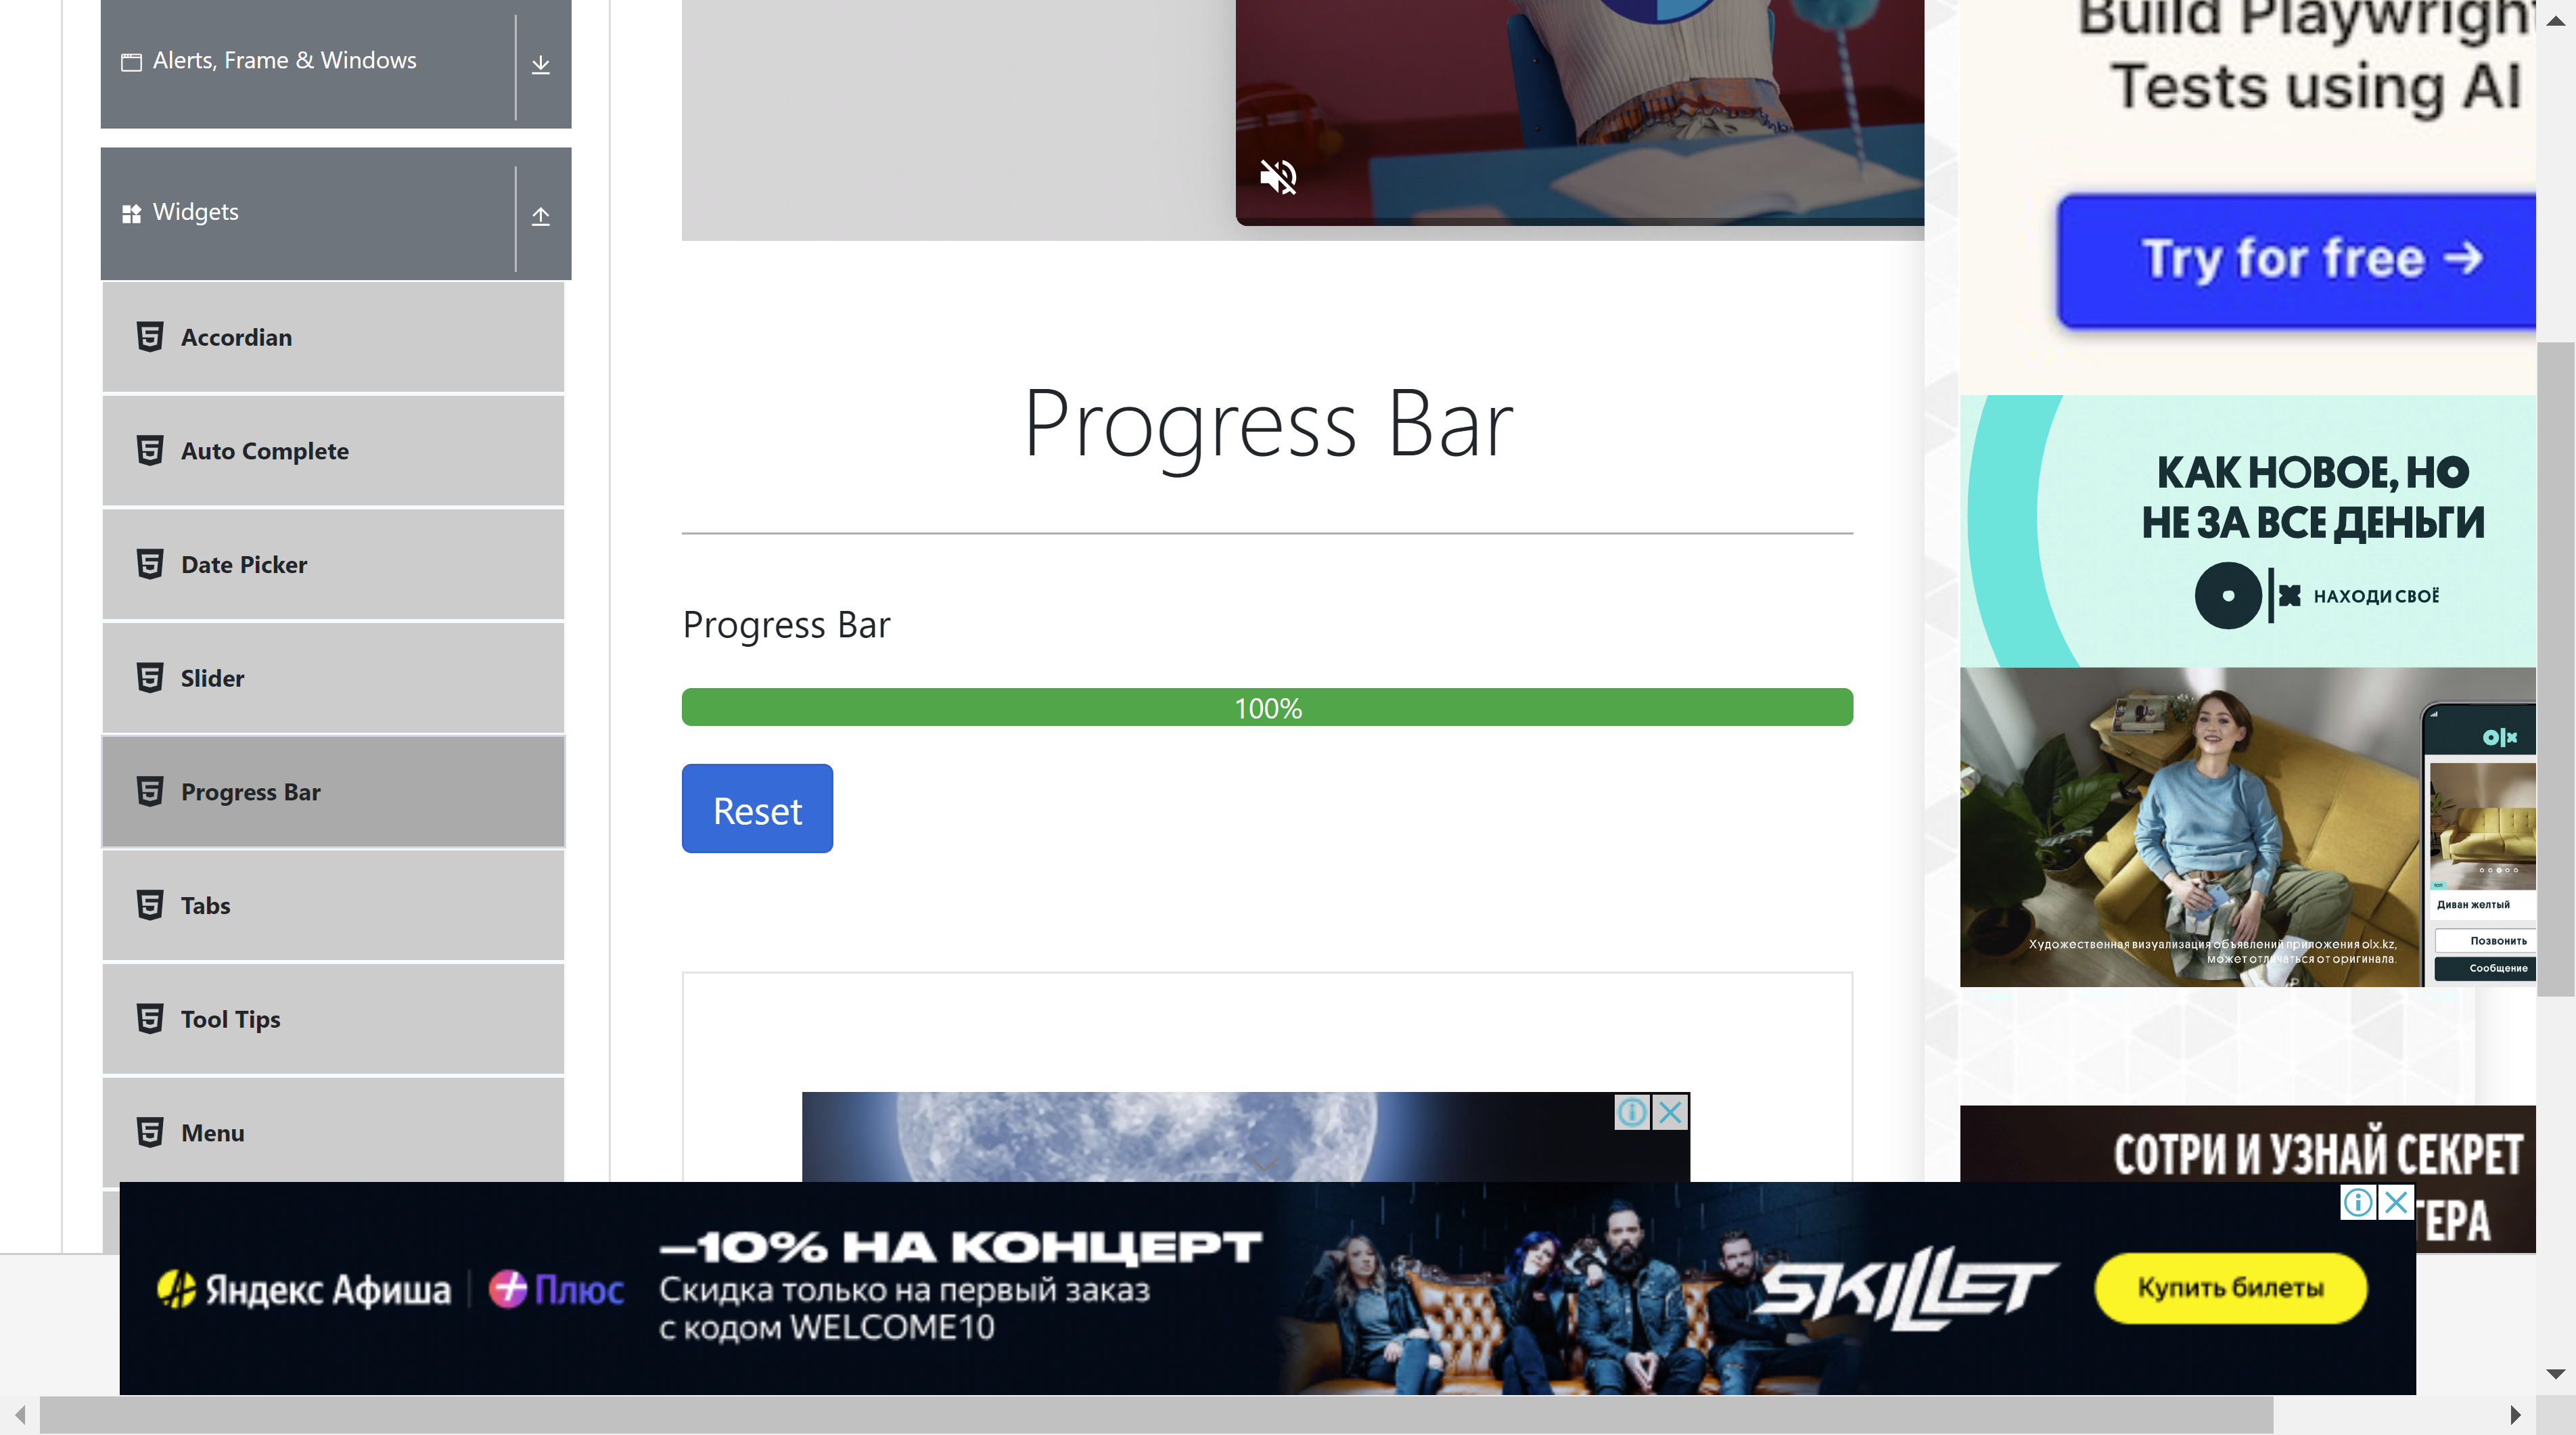 Alerts, Frame & Windows
Widgets
Accordian
Auto Complete
Date Picker
Slider
Progress Bar
Tabs
Tool Tips
Menu
Progress Bar
Progress Bar
100%
Reset
Build Playwright
Tests using AI
Try for free →
КАК НОВОЕ, НО
НЕ ЗА ВСЕ ДЕНЬГИ
olx НАХОДИ СВОЁ
olx
Диван желтый
Позвонить
Сообщение
Художественная визуализация объявлений приложения olx.kz,
может отличаться от оригинала.
СОТРИ И УЗНАЙ СЕКРЕТ
ТЕРА
Яндекс Афиша | Плюс
–10% НА КОНЦЕРТ
Скидка только на первый заказ
с кодом WELCOME10
SKILLET
Купить билеты